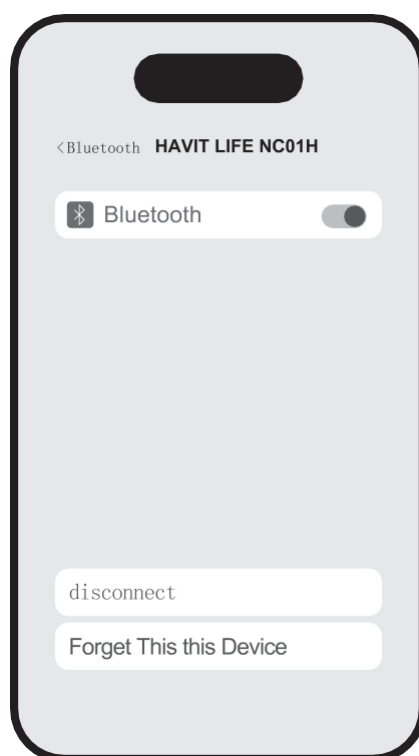 <Bluetooth HAVIT LIFE NC01H
Bluetooth
disconnect
Forget This this Device